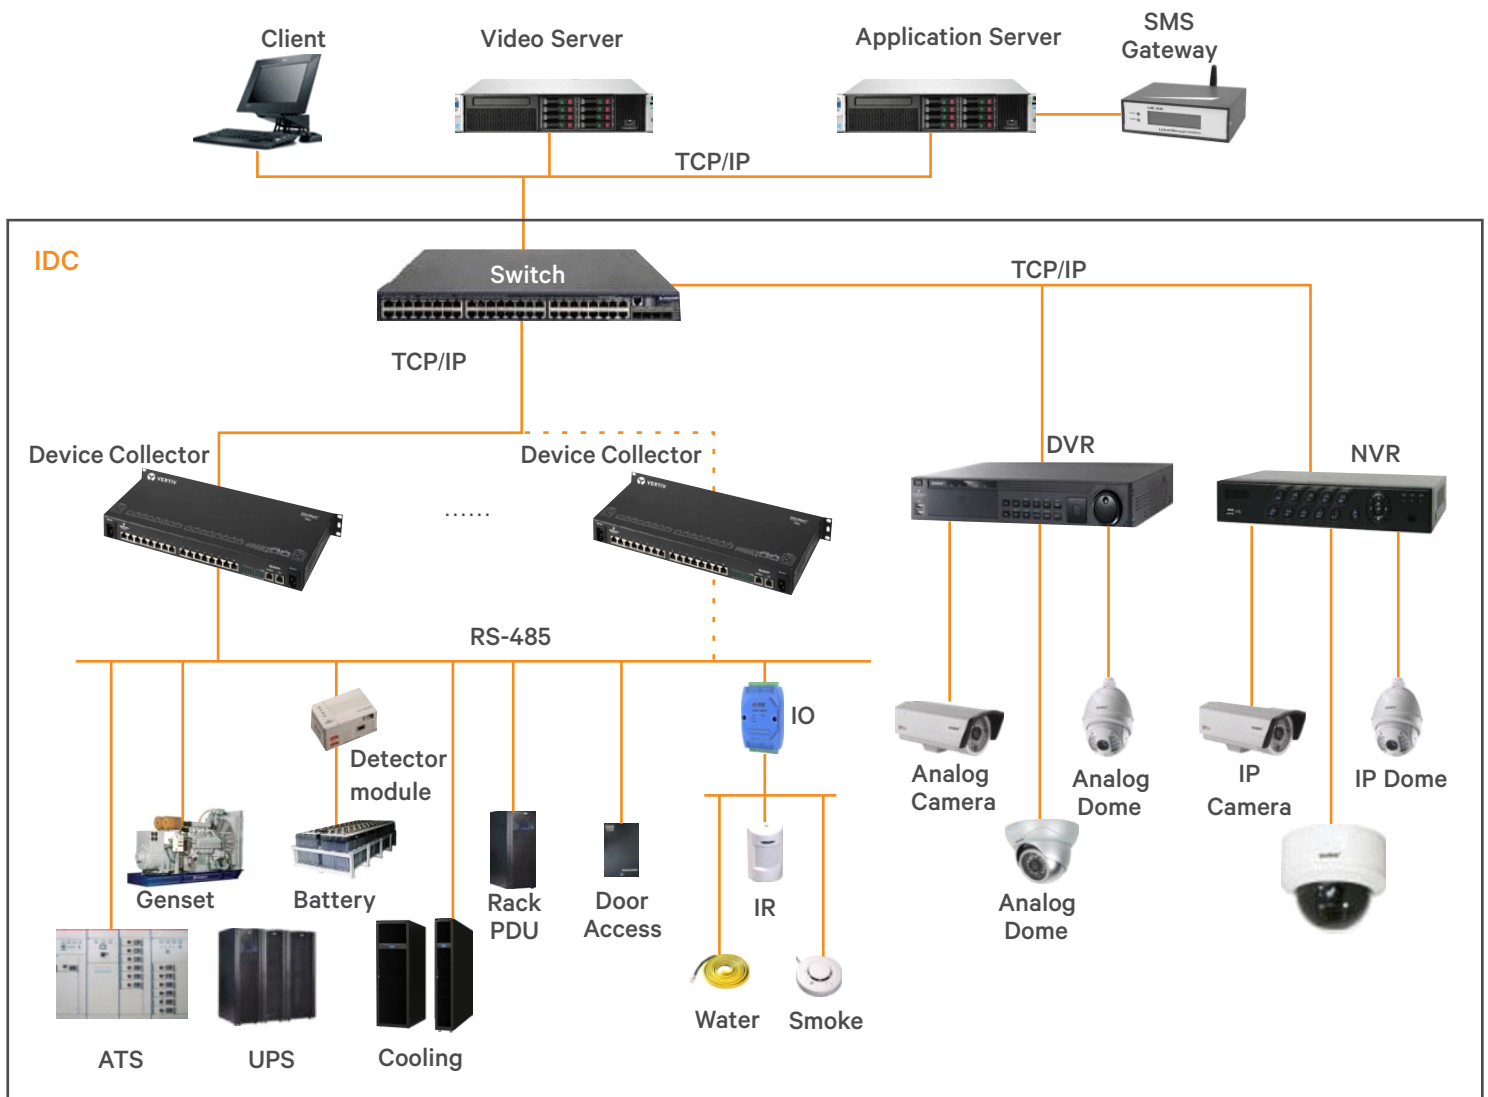 Client
Video Server
Application Server
SMS
Gateway
TCP/IP
IDC
Switch
TCP/IP
TCP/IP
Device Collector
Device Collector
DVR
NVR
VERTIV
VERTIV
......
RS-485
IO
Detector
module
Analog
Camera
Analog
Dome
IP
Camera
IP Dome
Genset
Battery
Rack
PDU
Door
Access
IR
Analog
Dome
Water
Smoke
ATS
UPS
Cooling